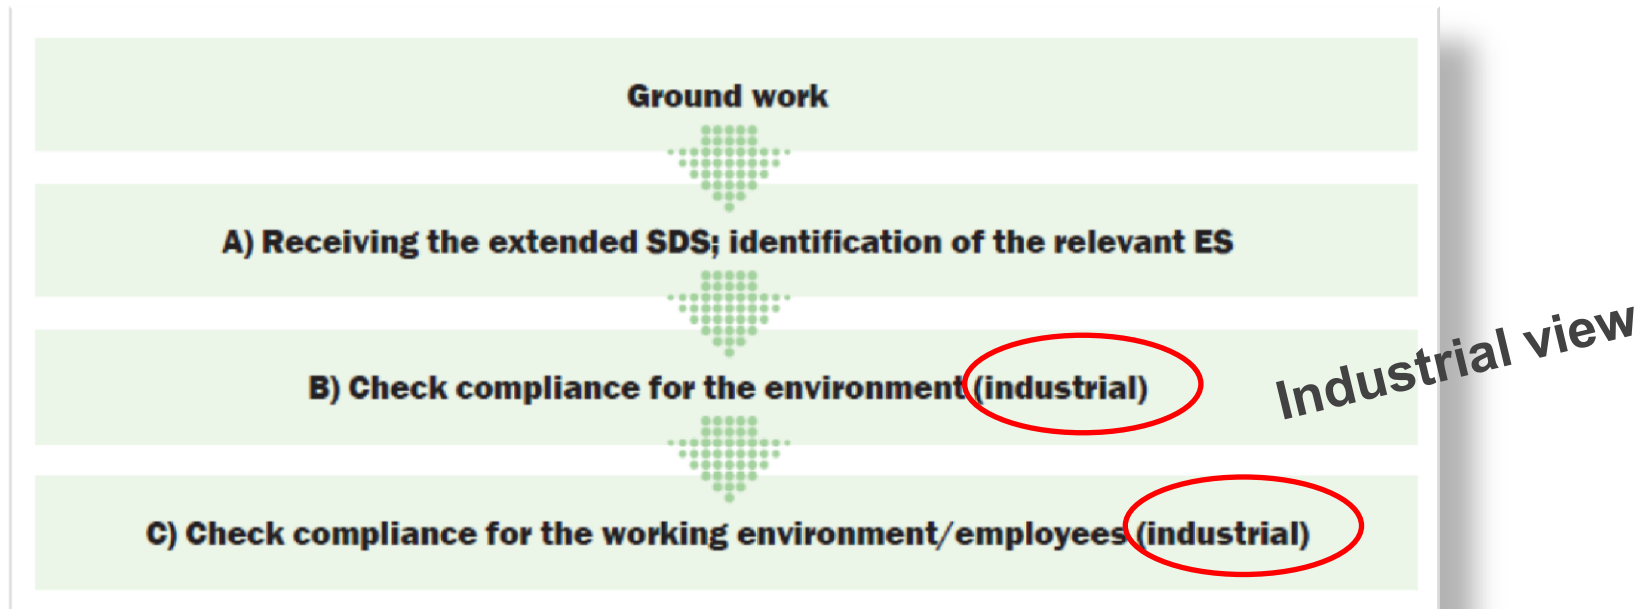 Ground work
A) Receiving the extended SDS; identification of the relevant ES
B) Check compliance for the environment (industrial)
Industrial view
C) Check compliance for the working environment/employees (industrial)